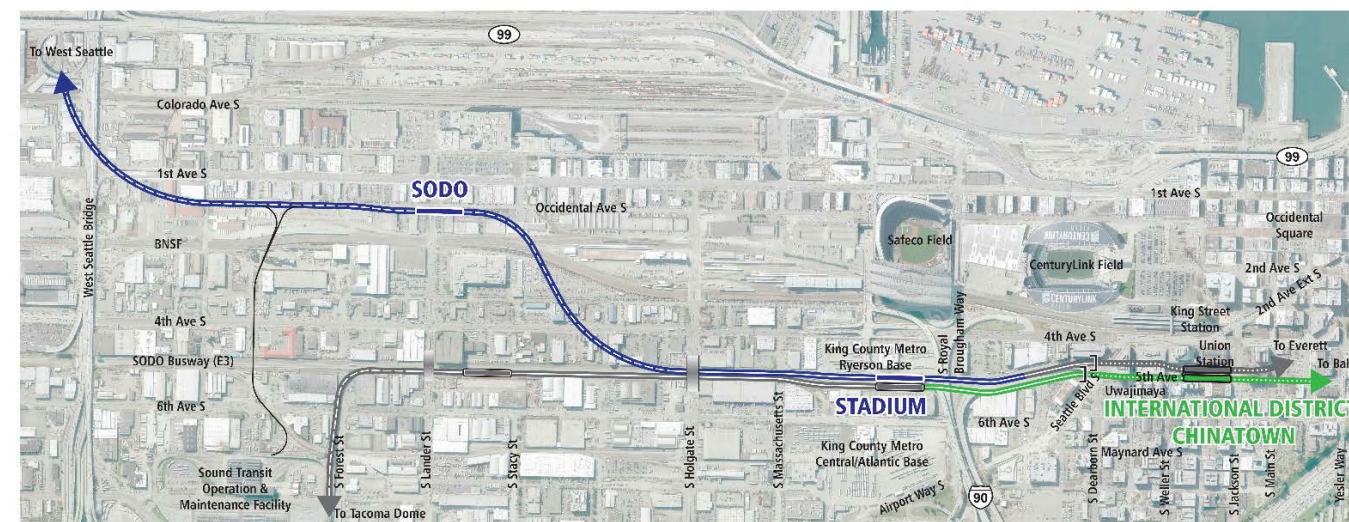 99
To West Seattle
Colorado Ave S
1st Ave S
SODO
Occidental Ave S
BNSF
West Seattle Bridge
4th Ave S
SODO Busway (E3)
6th Ave S
Sound Transit
Operation &
Maintenance Facility
S Forest St
To Tacoma Dome
S Lander St
S Stacy St
S Holgate St
S Massachusetts St
King County Metro
Ryerson Base
STADIUM
King County Metro
Central/Atlantic Base
Airport Way S
90
Safeco Field
S Royal
Brougham Way
CENTURYLINK
CenturyLink Field
CENTURYLINK
99
1st Ave S
Occidental
Square
2nd Ave S
2nd Ave Ext S
King Street
Station
4th Ave S
Union
Station
To Everett
To Bal
5th Ave
Uwajimaya
Seattle Blvd S
6th Ave S
INTERNATIONAL DISTRICT
CHINATOWN
Maynard Ave S
S Dearborn St
S Weller St
S Jackson St
S Main St
Yesler Way